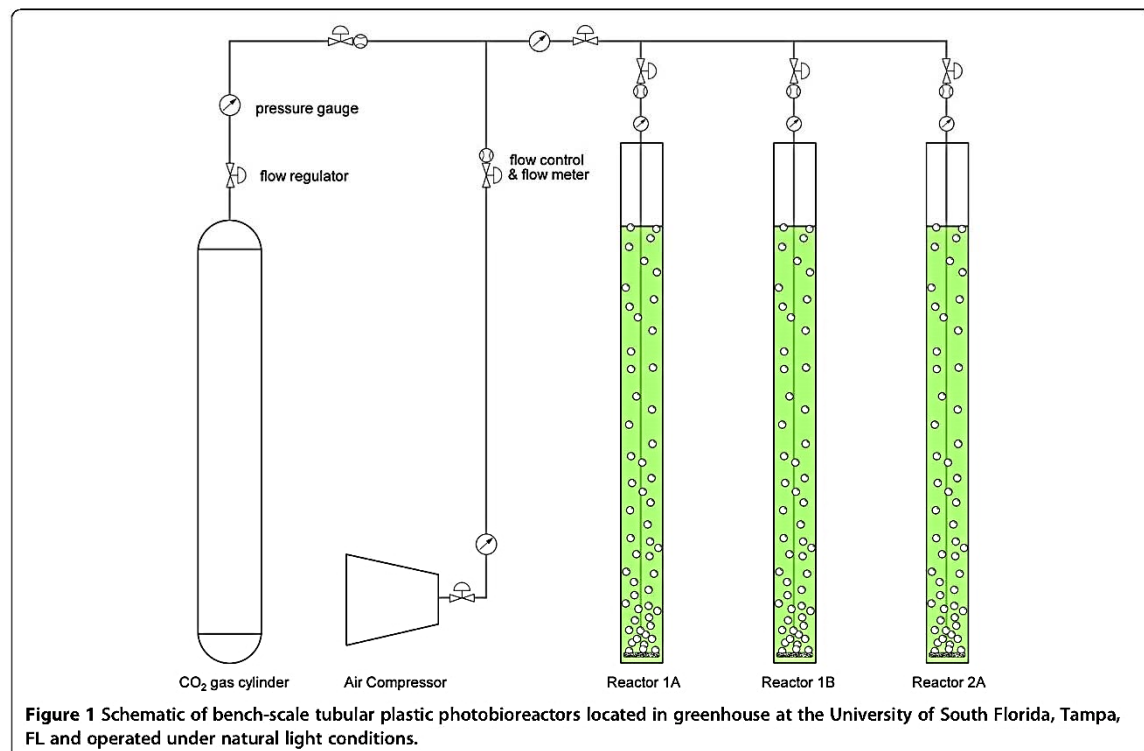 pressure gauge
flow regulator
flow control
& flow meter
CO₂ gas cylinder
Air Compressor
Reactor 1A
Reactor 1B
Reactor 2A
Figure 1 Schematic of bench-scale tubular plastic photobioreactors located in greenhouse at the University of South Florida, Tampa,
FL and operated under natural light conditions.